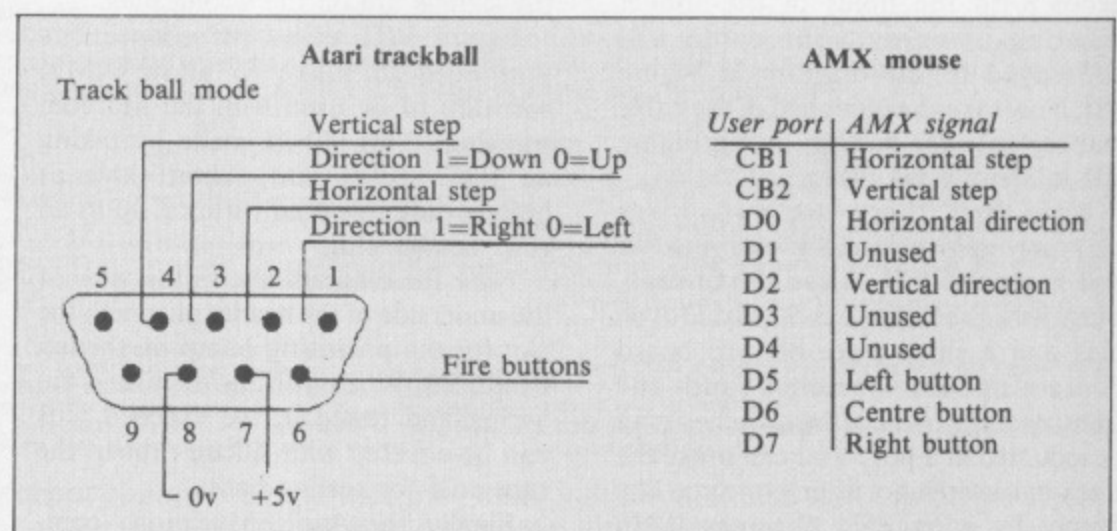 Atari trackball
Track ball mode
Vertical step
Direction 1=Down 0=Up
Horizontal step
Direction 1=Right 0=Left
5 4 3 2 1
Fire buttons
9 8 7 6
0v +5v
AMX mouse
User port AMX signal
CB1 Horizontal step
CB2 Vertical step
D0 Horizontal direction
D1 Unused
D2 Vertical direction
D3 Unused
D4 Unused
D5 Left button
D6 Centre button
D7 Right button